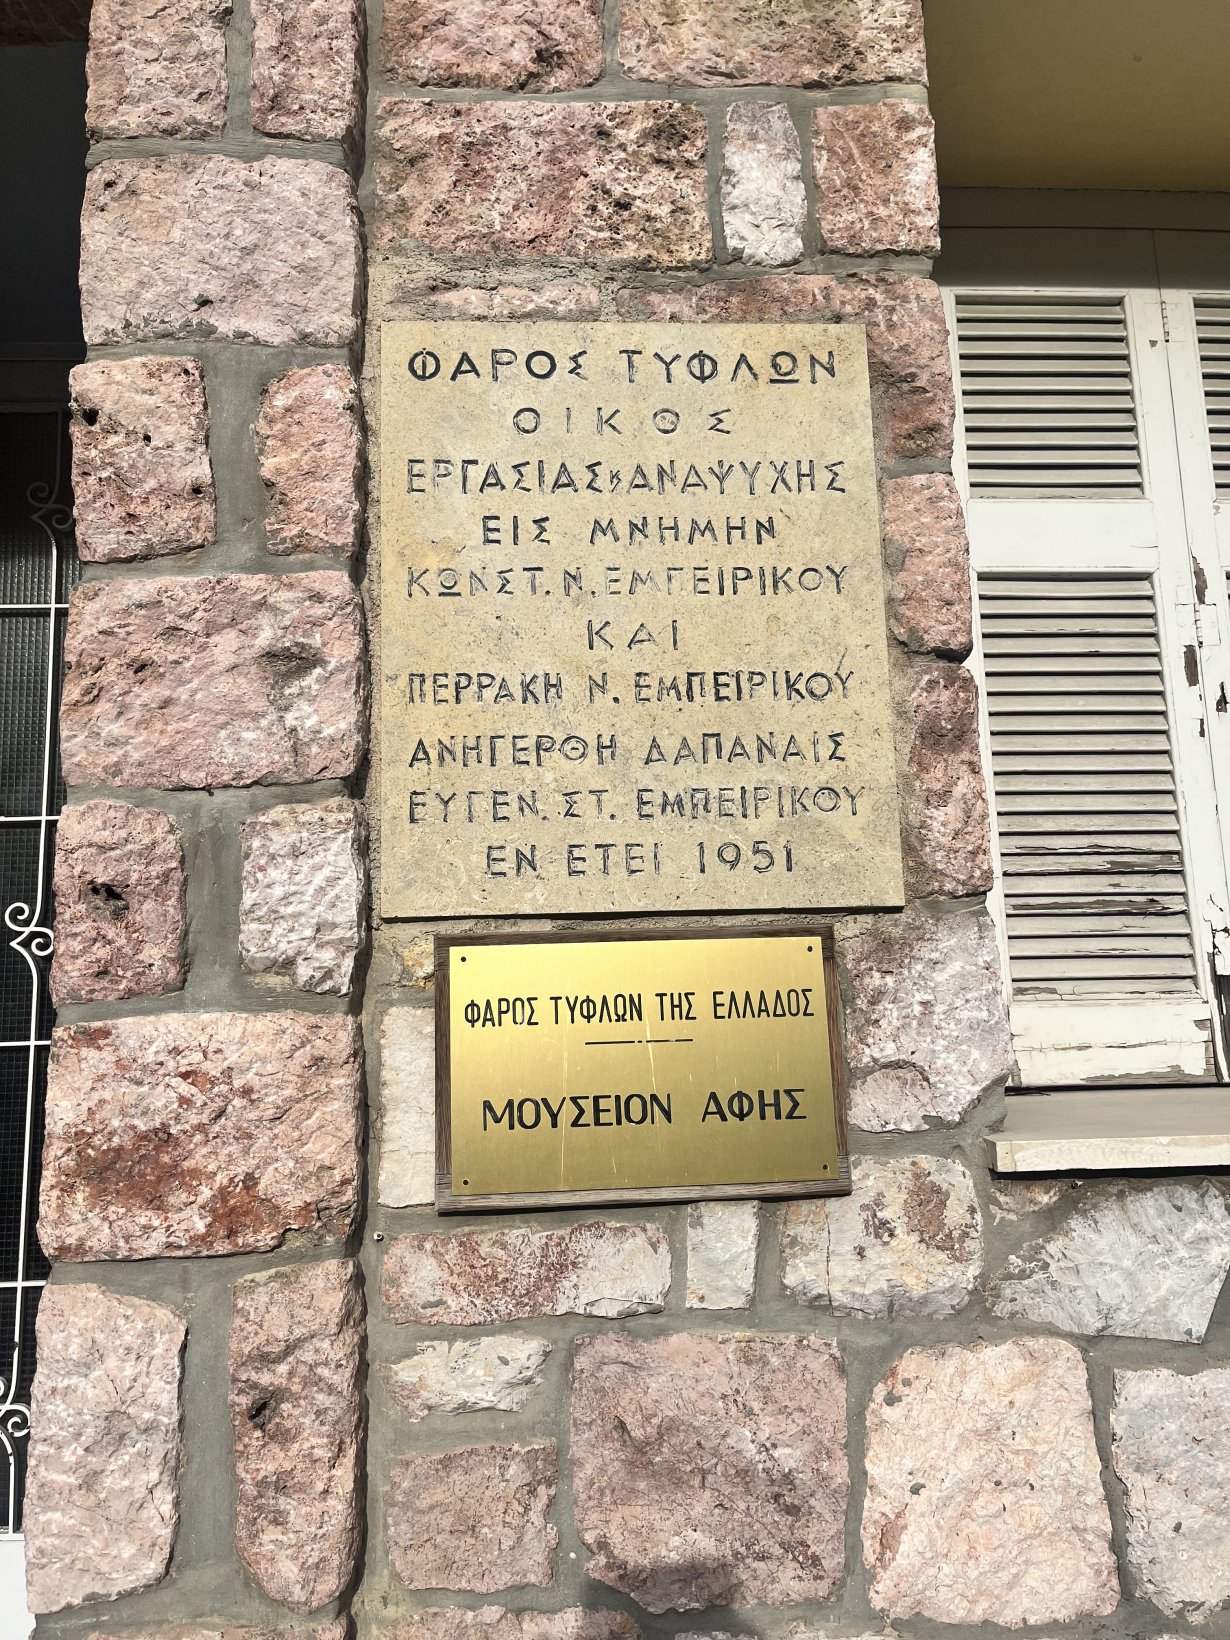 ΦΑΡΟΣ ΤΥΦΛΩΝ
ΟΙΚΟΣ
ΕΡΓΑΣΙΑΣ κ ΑΝΑΨΥΧΗΣ
ΕΙΣ ΜΝΗΜΗΝ
ΚΩΝΣΤ. Ν. ΕΜΠΕΙΡΙΚΟΥ
ΚΑΙ
ΠΕΡΡΑΚΗ Ν. ΕΜΠΕΙΡΙΚΟΥ
ΑΝΗΓΕΡΘΗ ΔΑΠΑΝΑΙΣ
ΕΥΓΕΝ. ΣΤ. ΕΜΠΕΙΡΙΚΟΥ
ΕΝ ΕΤΕΙ 1951
ΦΑΡΟΣ ΤΥΦΛΩΝ ΤΗΣ ΕΛΛΑΔΟΣ
ΜΟΥΣΕΙΟΝ ΑΦΗΣ